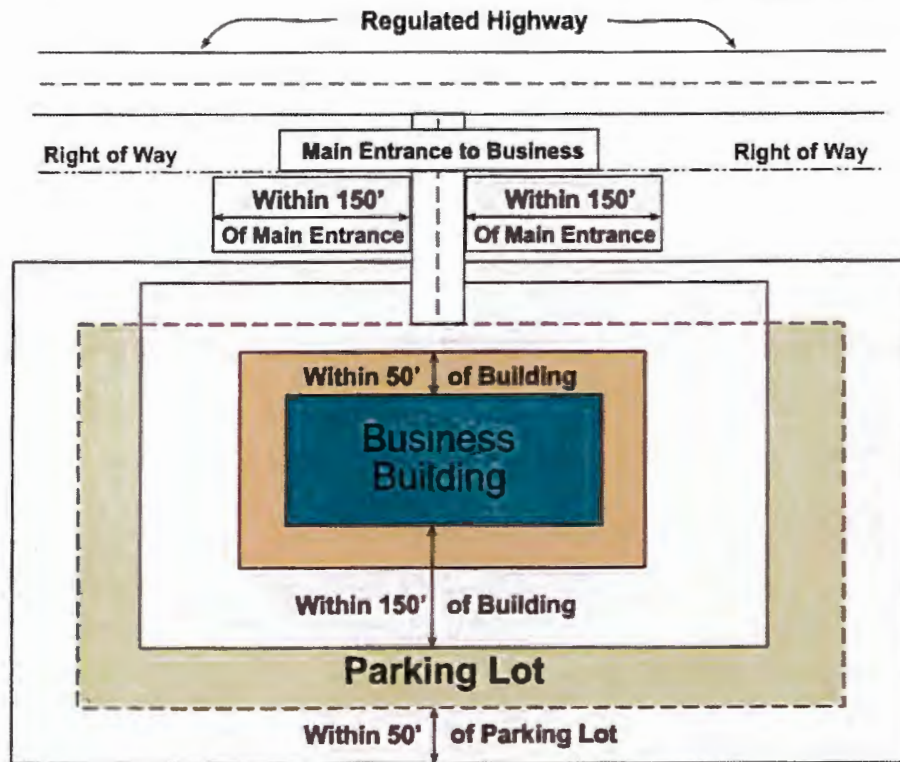 Regulated Highway
Right of Way
Main Entrance to Business
Right of Way
Within 150'
Within 150'
Of Main Entrance
Of Main Entrance
Within 50' of Building
Business
Building
Within 150' of Building
Parking Lot
Within 50' of Parking Lot